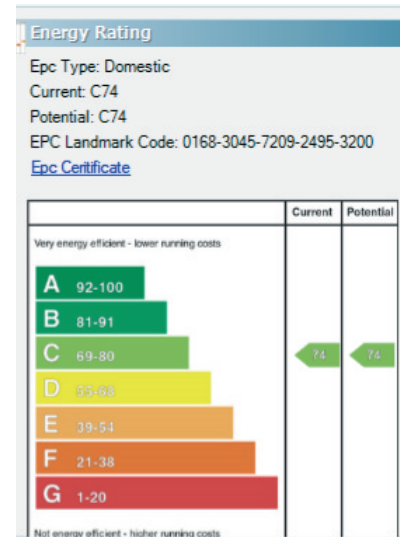 Energy Rating
Epc Type: Domestic
Current: C74
Potential: C74
EPC Landmark Code: 0168-3045-7209-2495-3200
Epc Ceritificate
Current Potential
Very energy efficient - lower running costs
A 92-100
B 81-91
C 69-80 74 74
D 55-68
E 39-54
F 21-38
G 1-20
Not energy efficient - higher running costs